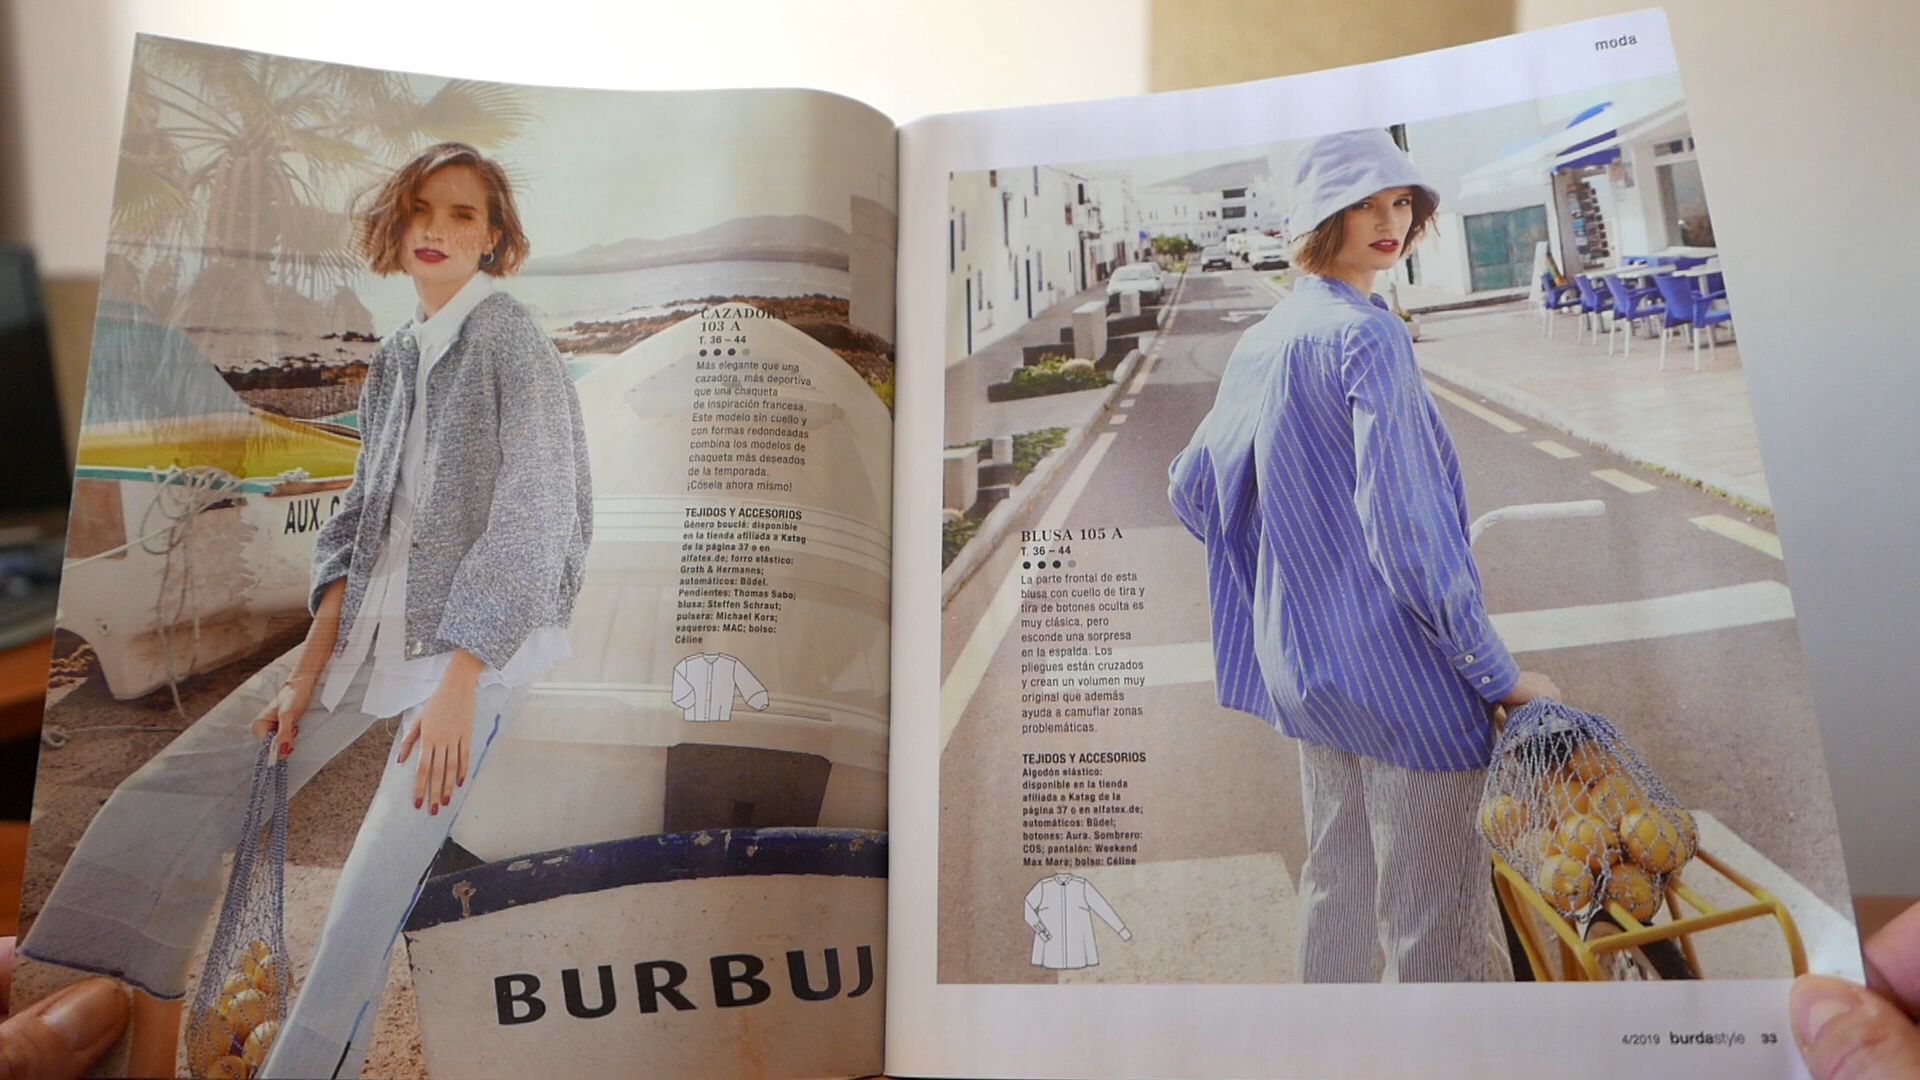 AUX.
CAZADORA
103 A
T. 36 – 44
Más elegante que una
cazadora, más deportiva
que una chaqueta
de inspiración francesa.
Este modelo sin cuello y
con formas redondeadas
combina los modelos de
chaqueta más deseados
de la temporada.
¡Cósela ahora mismo!
TEJIDOS Y ACCESORIOS
Género bouclé: disponible
en la tienda afiliada a Katag
de la página 37 o en
alfatex.de; forro elástico:
Groth & Hermanns;
automáticos: Büdel.
Pendientes: Thomas Sabo;
blusa: Steffen Schraut;
pulsera: Michael Kors;
vaqueros: MAC; bolso:
Céline
BURBUJ
moda
BLUSA 105 A
T. 36 – 44
La parte frontal de esta
blusa con cuello de tira y
tira de botones oculta es
muy clásica, pero
esconde una sorpresa
en la espalda. Los
pliegues están cruzados
y crean un volumen muy
original que además
ayuda a camuflar zonas
problemáticas.
TEJIDOS Y ACCESORIOS
Algodón elástico:
disponible en la tienda
afiliada a Katag de la
página 37 o en alfatex.de;
automáticos: Büdel;
botones: Aura. Sombrero:
COS; pantalón: Weekend
Max Mara; bolso: Céline
4/2019 burdastyle 33